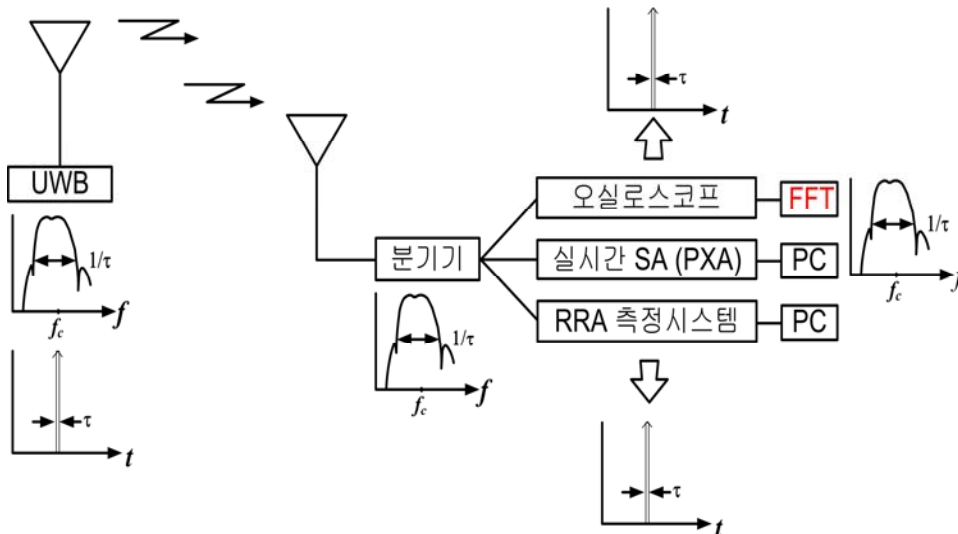 UWB
1/τ
f_c
f
τ
t
분기기
1/τ
f_c
f
τ
t
오실로스코프
FFT
실시간 SA (PXA)
PC
RRA 측정시스템
PC
1/τ
f_c
f
τ
t